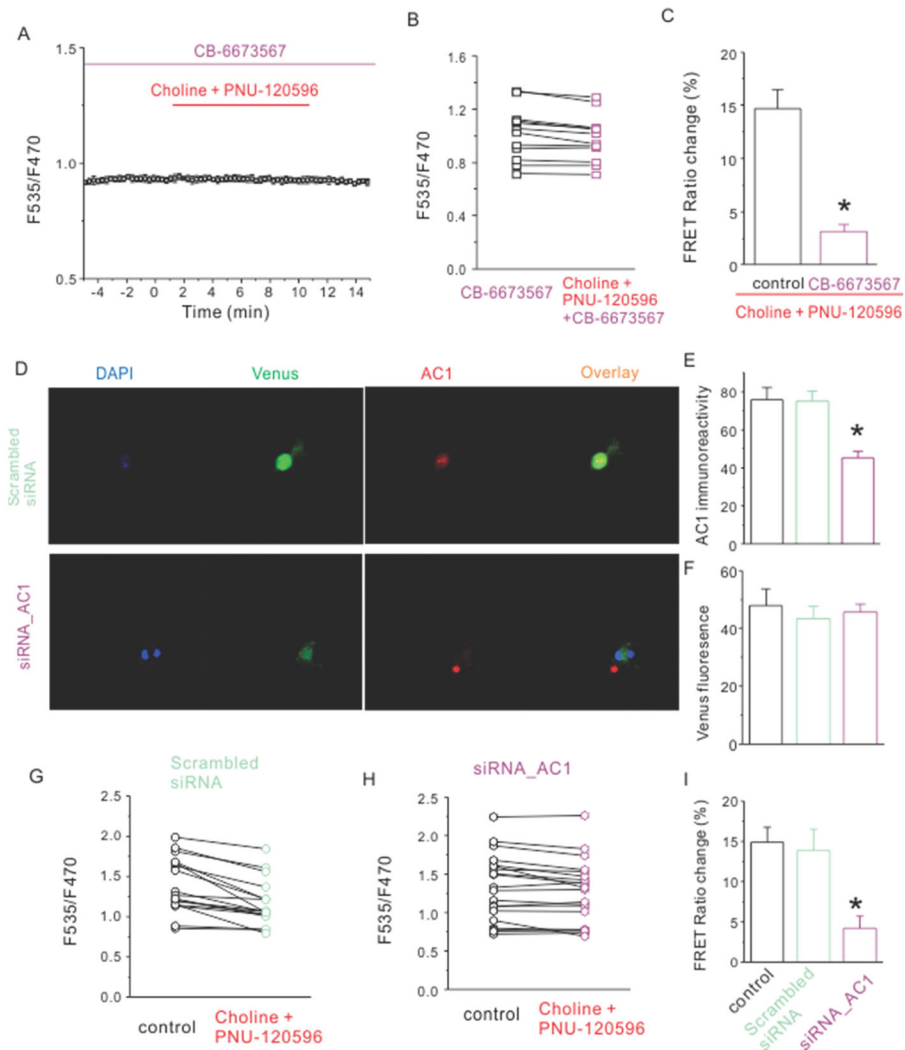 A
CB-6673567
Choline + PNU-120596
1.5
1.0
0.5
F535/F470
-4 -2 0 2 4 6 8 10 12 14
Time (min)
B
1.6
1.2
0.8
0.4
0.0
F535/F470
CB-6673567
Choline +
PNU-120596
+CB-6673567
C
20
15
10
5
0
FRET Ratio change (%)
*
control CB-6673567
Choline + PNU-120596
D
DAPI Venus AC1 Overlay
Scrambled
siRNA
siRNA_AC1
E
80
60
40
80
0
AC1 immunoreactivity
*
F
60
40
20
0
Venus fluoresence
G
Scrambled
siRNA
2.5
2.0
1.5
1.0
0.5
0.0
F535/F470
control
Choline +
PNU-120596
H
siRNA_AC1
2.5
2.0
1.5
1.0
0.5
0.0
F535/F470
control
Choline +
PNU-120596
I
20
15
10
5
0
FRET Ratio change (%)
*
control
Scrambled
siRNA
siRNA_AC1